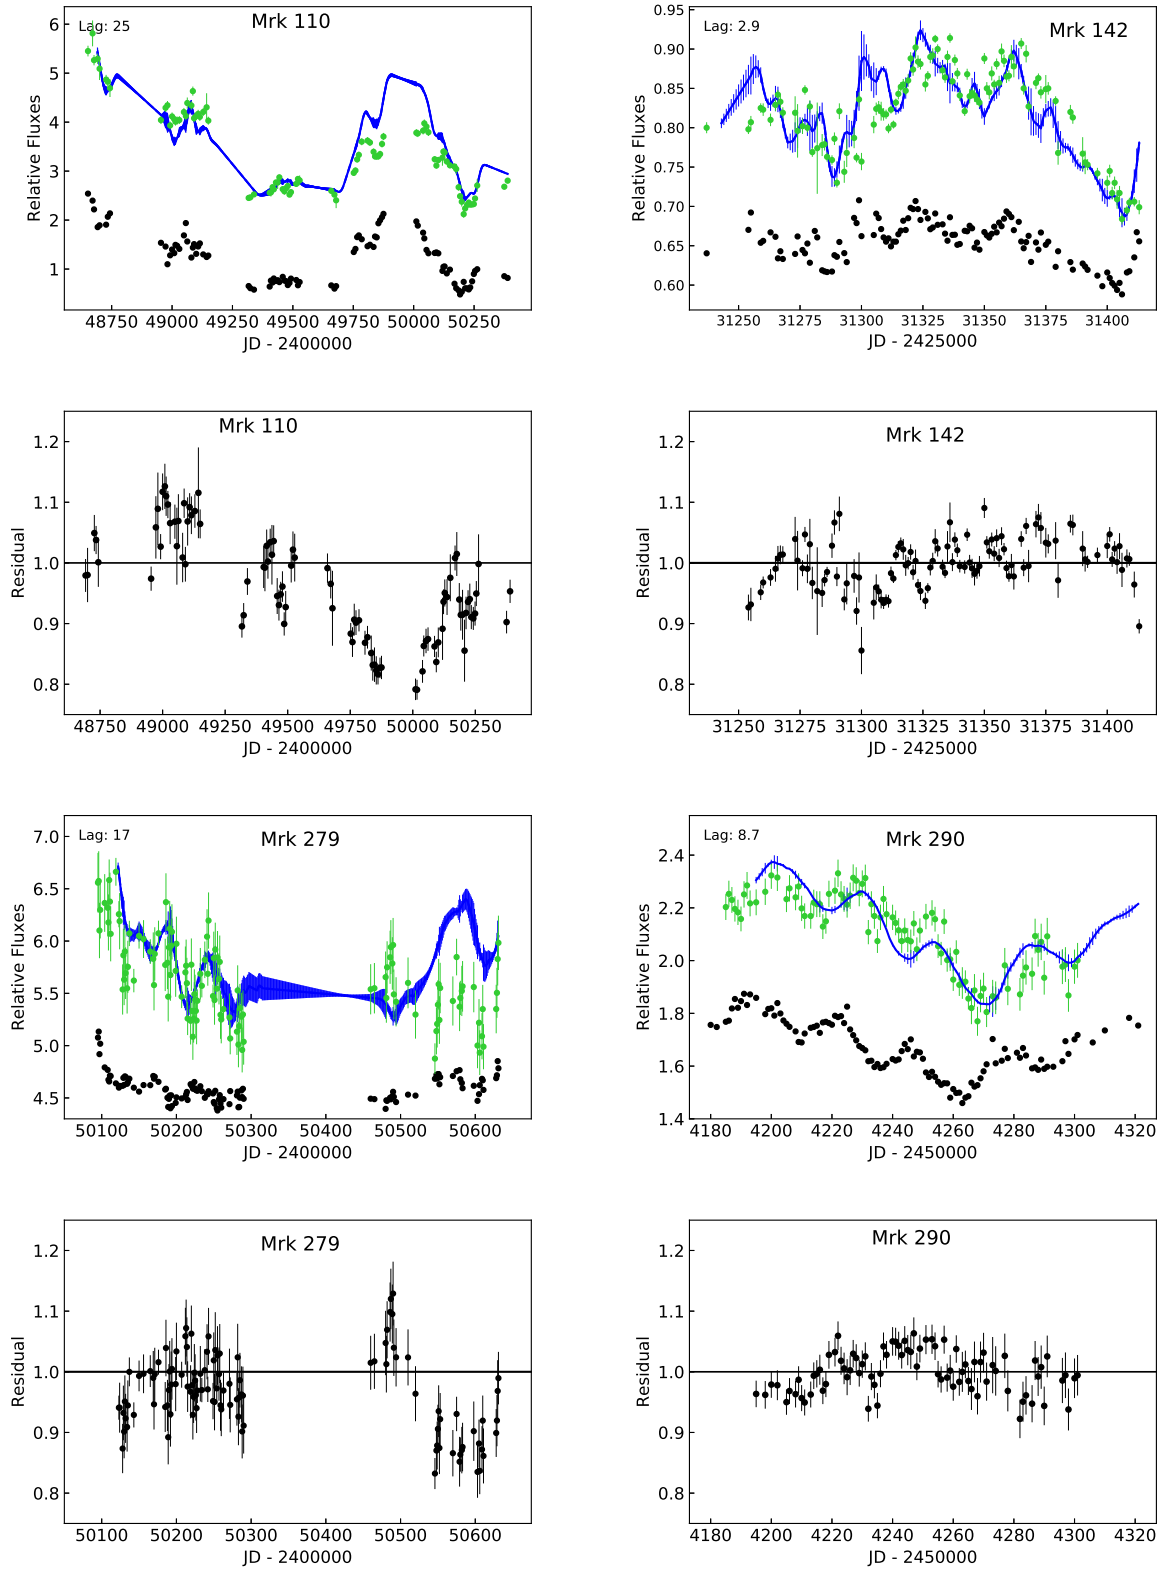 Mrk 110
Lag: 25
6
5
4
3
2
1
Relative Fluxes
48750 49000 49250 49500 49750 50000 50250
JD - 2400000
Mrk 142
Lag: 2.9
0.95
0.90
0.85
0.80
0.75
0.70
0.65
0.60
Relative Fluxes
31250 31275 31300 31325 31350 31375 31400
JD - 2425000
Mrk 110
1.2
1.1
1.0
0.9
0.8
Residual
48750 49000 49250 49500 49750 50000 50250
JD - 2400000
Mrk 142
1.2
1.1
1.0
0.9
0.8
Residual
31250 31275 31300 31325 31350 31375 31400
JD - 2425000
Lag: 17
Mrk 279
7.0
6.5
6.0
5.5
5.0
4.5
Relative Fluxes
50100 50200 50300 50400 50500 50600
JD - 2400000
Lag: 8.7
Mrk 290
2.4
2.2
2.0
1.8
1.6
1.4
Relative Fluxes
4180 4200 4220 4240 4260 4280 4300 4320
JD - 2450000
Mrk 279
1.2
1.1
1.0
0.9
0.8
Residual
50100 50200 50300 50400 50500 50600
JD - 2400000
Mrk 290
1.2
1.1
1.0
0.9
0.8
Residual
4180 4200 4220 4240 4260 4280 4300 4320
JD - 2450000